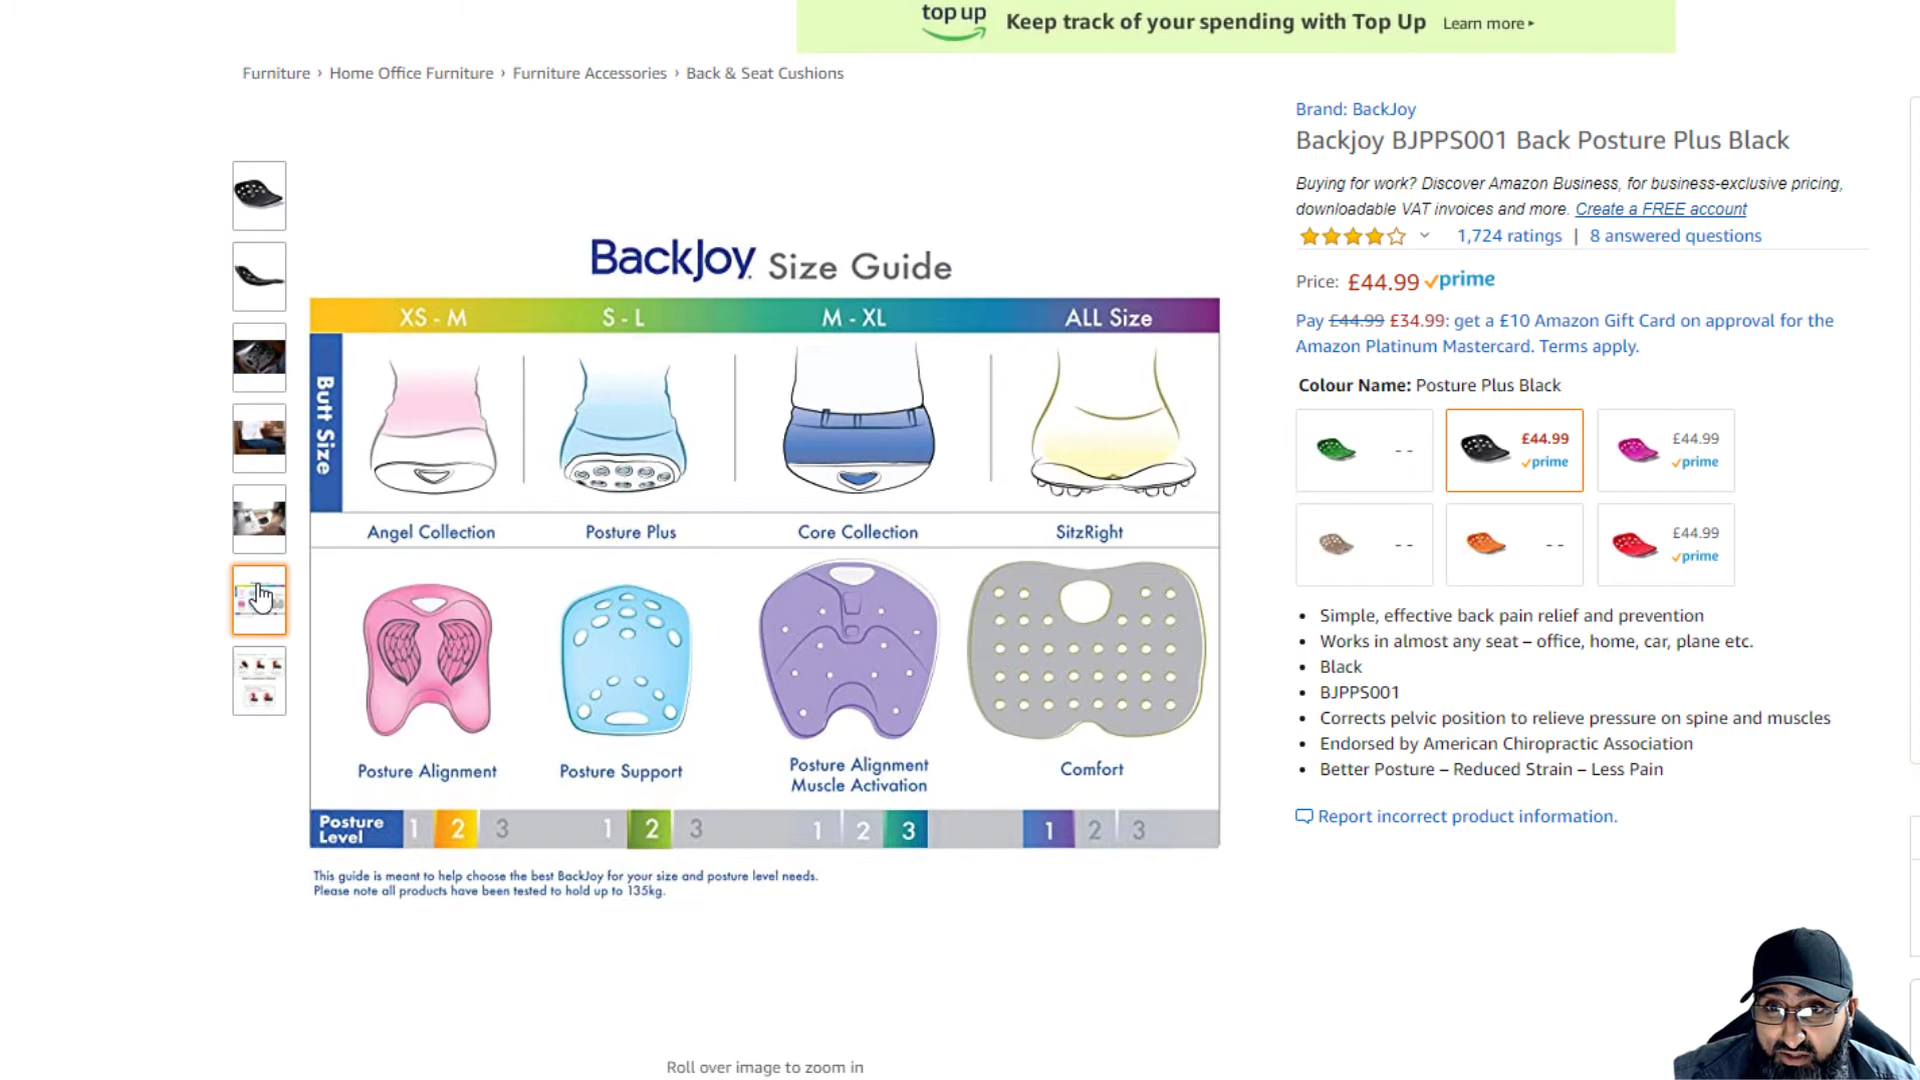 top up
Keep track of your spending with Top Up Learn more
Furniture › Home Office Furniture › Furniture Accessories › Back & Seat Cushions
Brand: BackJoy
Backjoy BJPPS001 Back Posture Plus Black
Buying for work? Discover Amazon Business, for business-exclusive pricing,
downloadable VAT invoices and more. Create a FREE account
1,724 ratings | 8 answered questions
Price: £44.99 prime
Pay £44.99 £34.99: get a £10 Amazon Gift Card on approval for the
Amazon Platinum Mastercard. Terms apply.
Colour Name: Posture Plus Black
- -
£44.99
prime
£44.99
prime
- -
- -
£44.99
prime
• Simple, effective back pain relief and prevention
• Works in almost any seat – office, home, car, plane etc.
• Black
• BJPPS001
• Corrects pelvic position to relieve pressure on spine and muscles
• Endorsed by American Chiropractic Association
• Better Posture – Reduced Strain – Less Pain
Report incorrect product information.
BackJoy Size Guide
XS - M S - L M - XL ALL Size
Butt Size
Angel Collection Posture Plus Core Collection SitzRight
Posture Alignment Posture Support Posture Alignment Comfort
Muscle Activation
Posture Level 1 2 3 1 2 3 1 2 3 1 2 3
This guide is meant to help choose the best BackJoy for your size and posture level needs.
Please note all products have been tested to hold up to 135kg.
Roll over image to zoom in